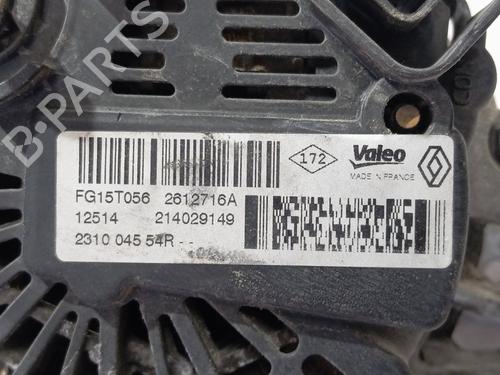 B-PARTS
172
Valeo
MADE IN FRANCE
FG15T056 2612716A
12514 214029149
2310 045 54R - -